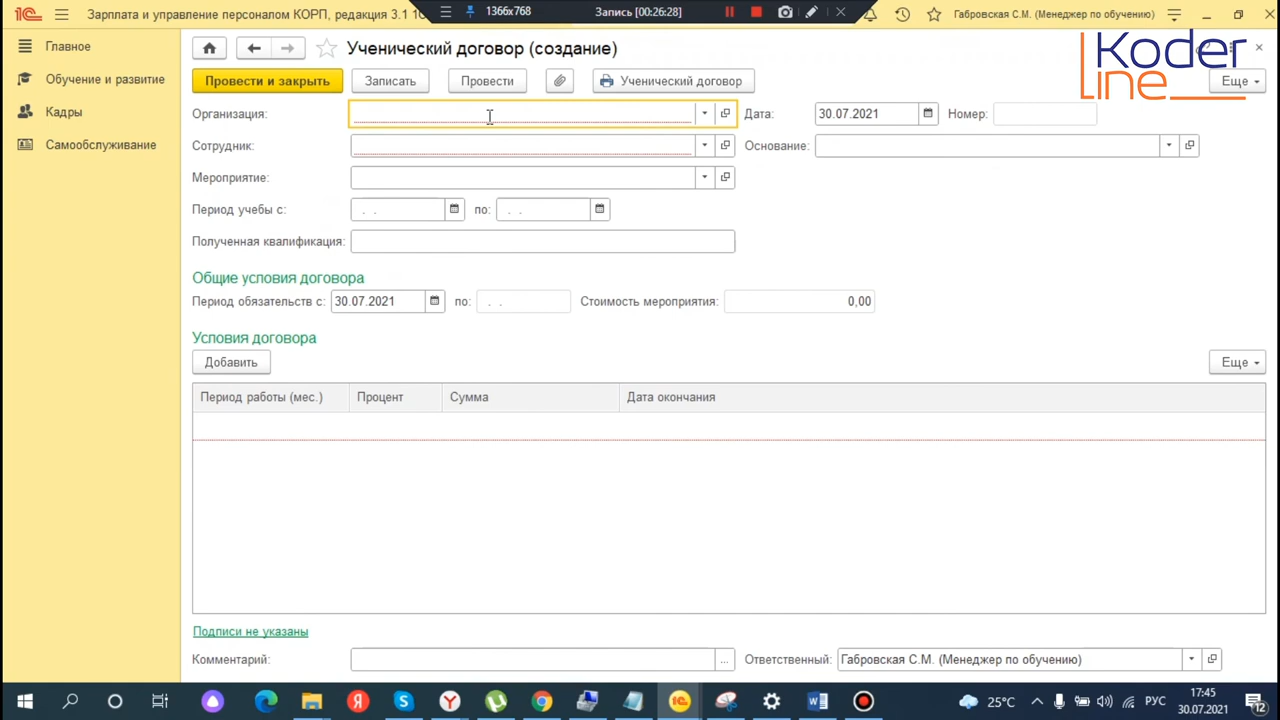 Зарплата и управление персоналом КОРП, редакция 3.1
1366x768
Запись [00:26:28]
Габровская С.М. (Менеджер по обучению)
Главное
Обучение и развитие
Кадры
Самообслуживание
Ученический договор (создание)
Koder
line
Провести и закрыть
Записать
Провести
Ученический договор
Еще
Организация:
Дата: 30.07.2021
Номер:
Сотрудник:
Основание:
Мероприятие:
Период учебы с: . . по: . .
Полученная квалификация:
Общие условия договора
Период обязательств с: 30.07.2021 по: . . Стоимость мероприятия: 0,00
Условия договора
Добавить
Еще
Период работы (мес.) Процент Сумма Дата окончания
Подписи не указаны
Комментарий: ...
Ответственный: Габровская С.М. (Менеджер по обучению)
25°C
РУС
17:45
30.07.2021
12